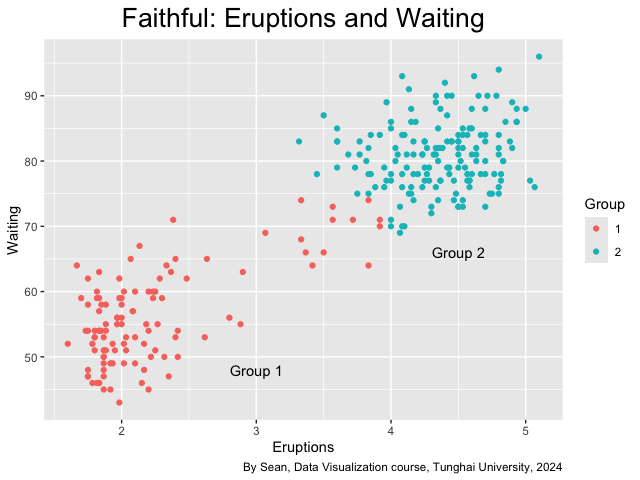 Faithful: Eruptions and Waiting
Waiting
90
80
70
60
50
Group 2
Group 1
Group
1
2
2
3
4
5
Eruptions
By Sean, Data Visualization course, Tunghai University, 2024